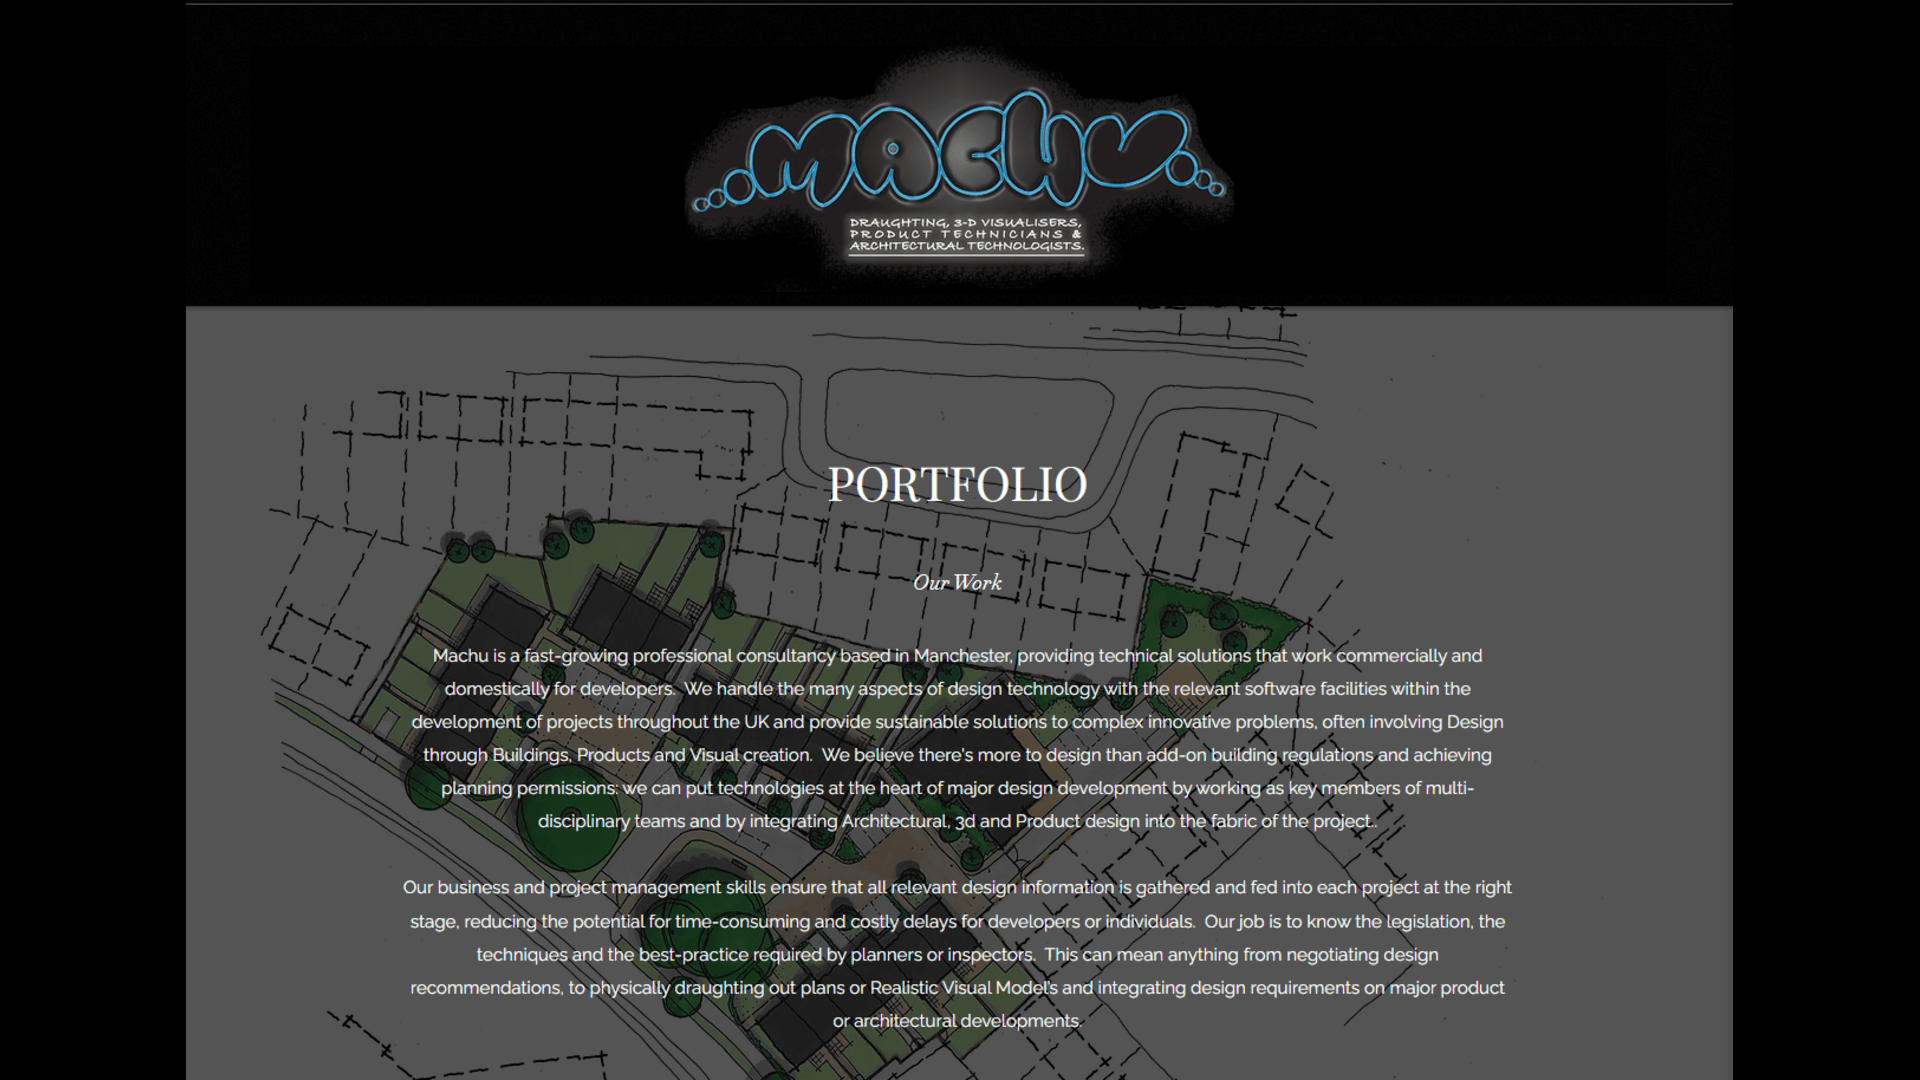 MACHU
DRAUGHTING, 3-D VISUALISERS,
PRODUCT TECHNICIANS &
ARCHITECTURAL TECHNOLOGISTS.
PORTFOLIO
Our Work
Machu is a fast-growing professional consultancy based in Manchester, providing technical solutions that work commercially and
domestically for developers.  We handle the many aspects of design technology with the relevant software facilities within the
development of projects throughout the UK and provide sustainable solutions to complex innovative problems, often involving Design
through Buildings, Products and Visual creation.  We believe there's more to design than add-on building regulations and achieving
planning permissions: we can put technologies at the heart of major design development by working as key members of multi-
disciplinary teams and by integrating Architectural, 3d and Product design into the fabric of the project..
Our business and project management skills ensure that all relevant design information is gathered and fed into each project at the right
stage, reducing the potential for time-consuming and costly delays for developers or individuals.  Our job is to know the legislation, the
techniques and the best-practice required by planners or inspectors.  This can mean anything from negotiating design
recommendations, to physically draughting out plans or Realistic Visual Model's and integrating design requirements on major product
or architectural developments.